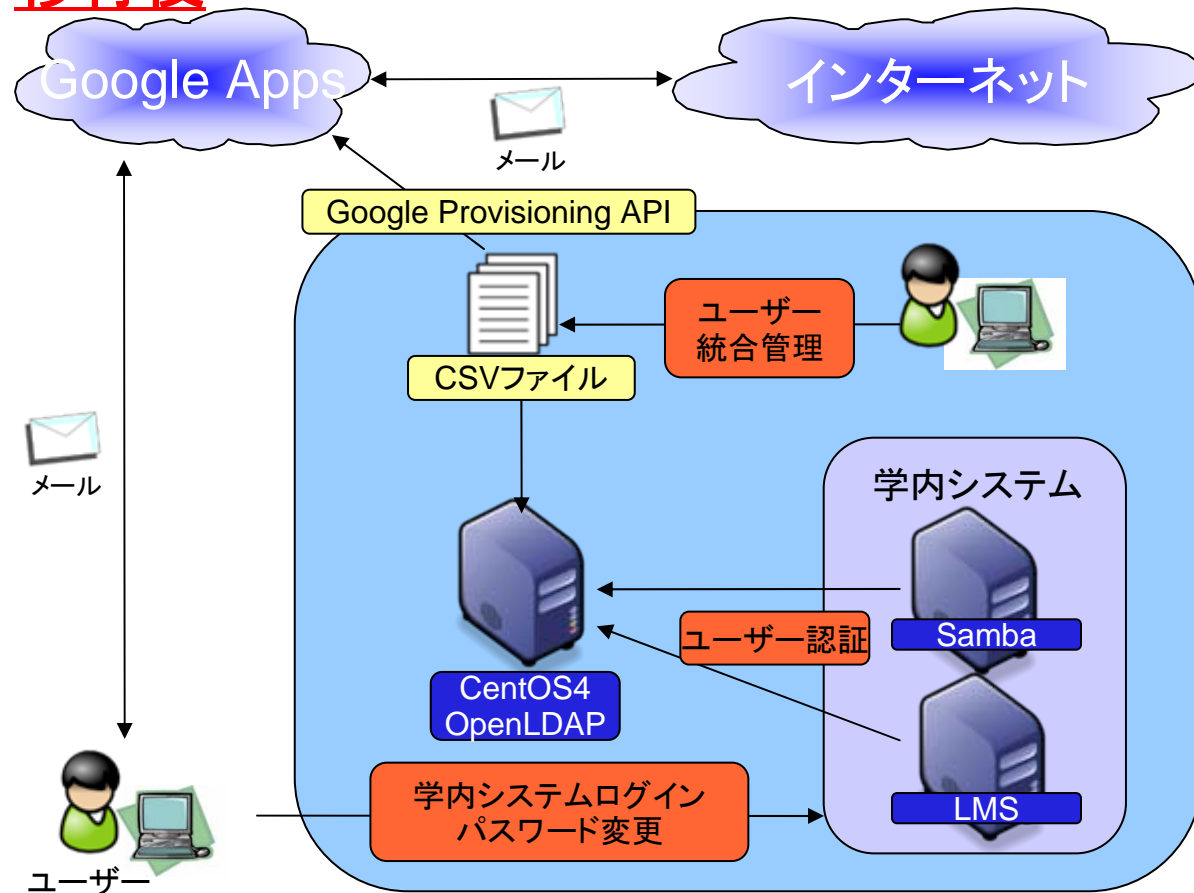 移行後
Google Apps
インターネット
メール
Google Provisioning API
ユーザー
統合管理
CSVファイル
メール
学内システム
Samba
ユーザー認証
CentOS4
OpenLDAP
学内システムログイン
パスワード変更
LMS
ユーザー